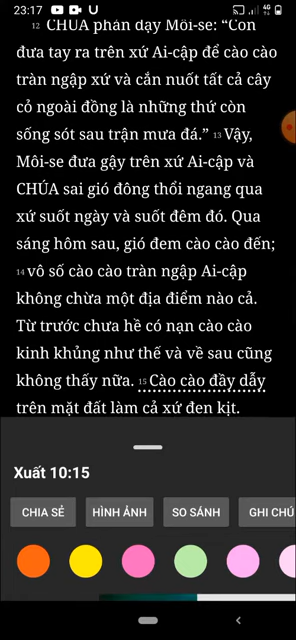 23:17 4G
12 CHÚA phán dạy Môi-se: “Con
đưa tay ra trên xứ Ai-cập để cào cào
tràn ngập xứ và cắn nuốt tất cả cây
cỏ ngoài đồng là những thứ còn
sống sót sau trận mưa đá.” 13 Vậy,
Môi-se đưa gậy trên xứ Ai-cập và
CHÚA sai gió đông thổi ngang qua
xứ suốt ngày và suốt đêm đó. Qua
sáng hôm sau, gió đem cào cào đến;
14 vô số cào cào tràn ngập Ai-cập
không chừa một địa điểm nào cả.
Từ trước chưa hề có nạn cào cào
kinh khủng như thế và về sau cũng
không thấy nữa. 15 Cào cào đầy dẫy
trên mặt đất làm cả xứ đen kịt.
Xuất 10:15
CHIA SẺ HÌNH ẢNH SO SÁNH GHI CHÚ